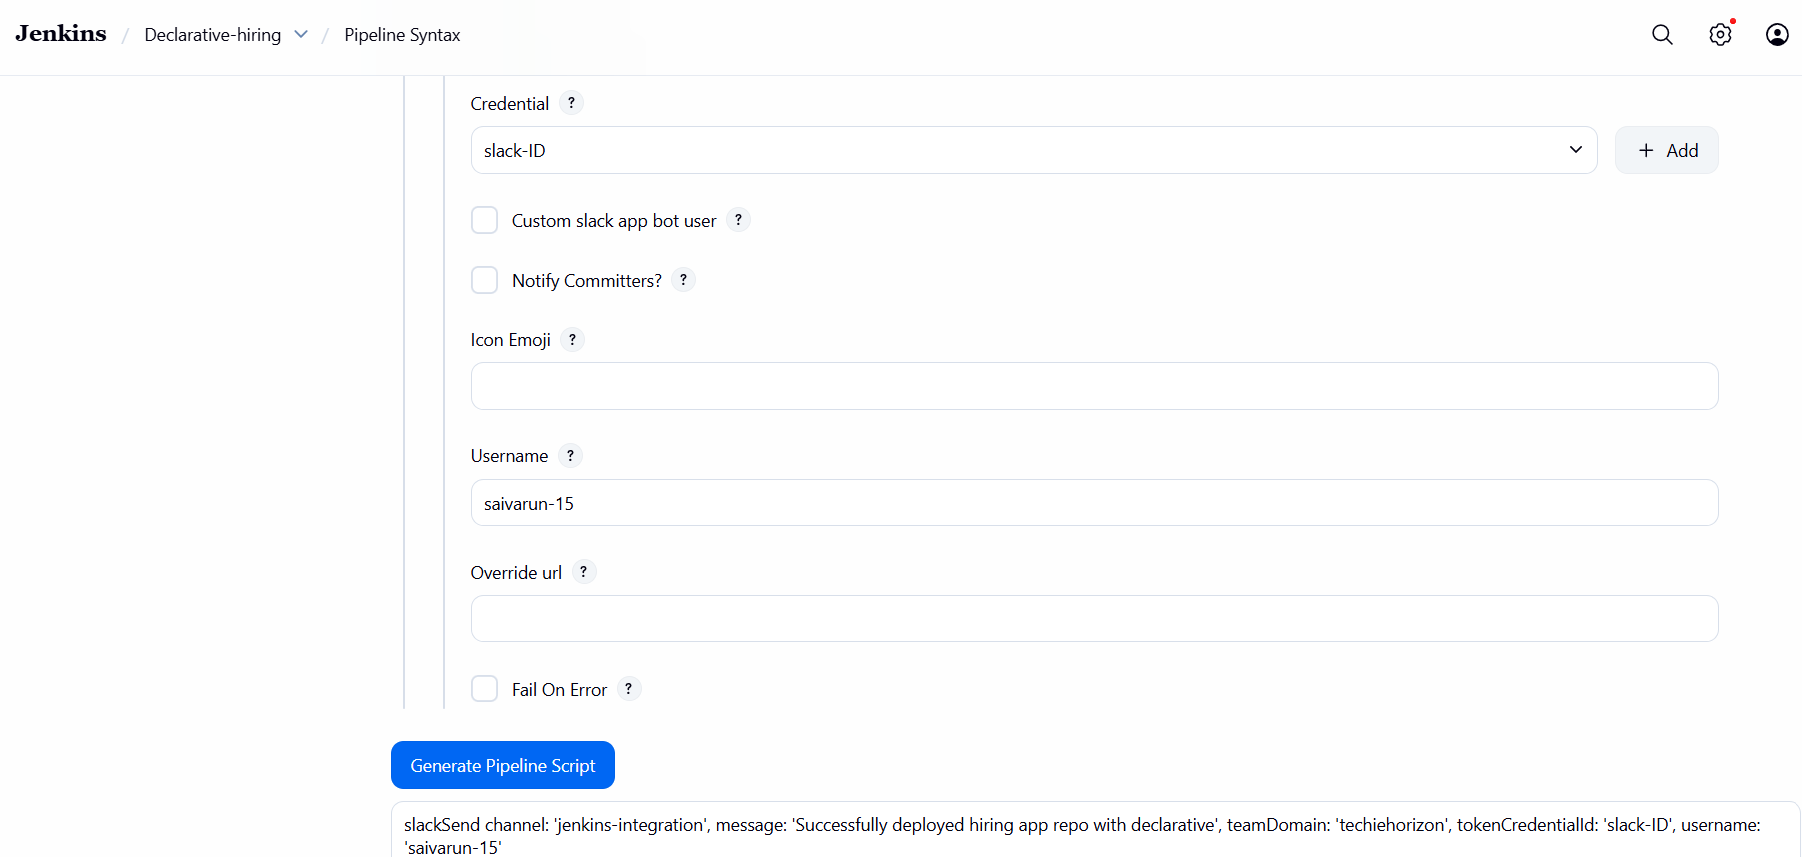 Jenkins / Declarative-hiring / Pipeline Syntax
Credential ?
slack-ID
+ Add
Custom slack app bot user ?
Notify Committers? ?
Icon Emoji ?
Username ?
saivarun-15
Override url ?
Fail On Error ?
Generate Pipeline Script
slackSend channel: 'jenkins-integration', message: 'Successfully deployed hiring app repo with declarative', teamDomain: 'techiehorizon', tokenCredentialId: 'slack-ID', username:
'saivarun-15'